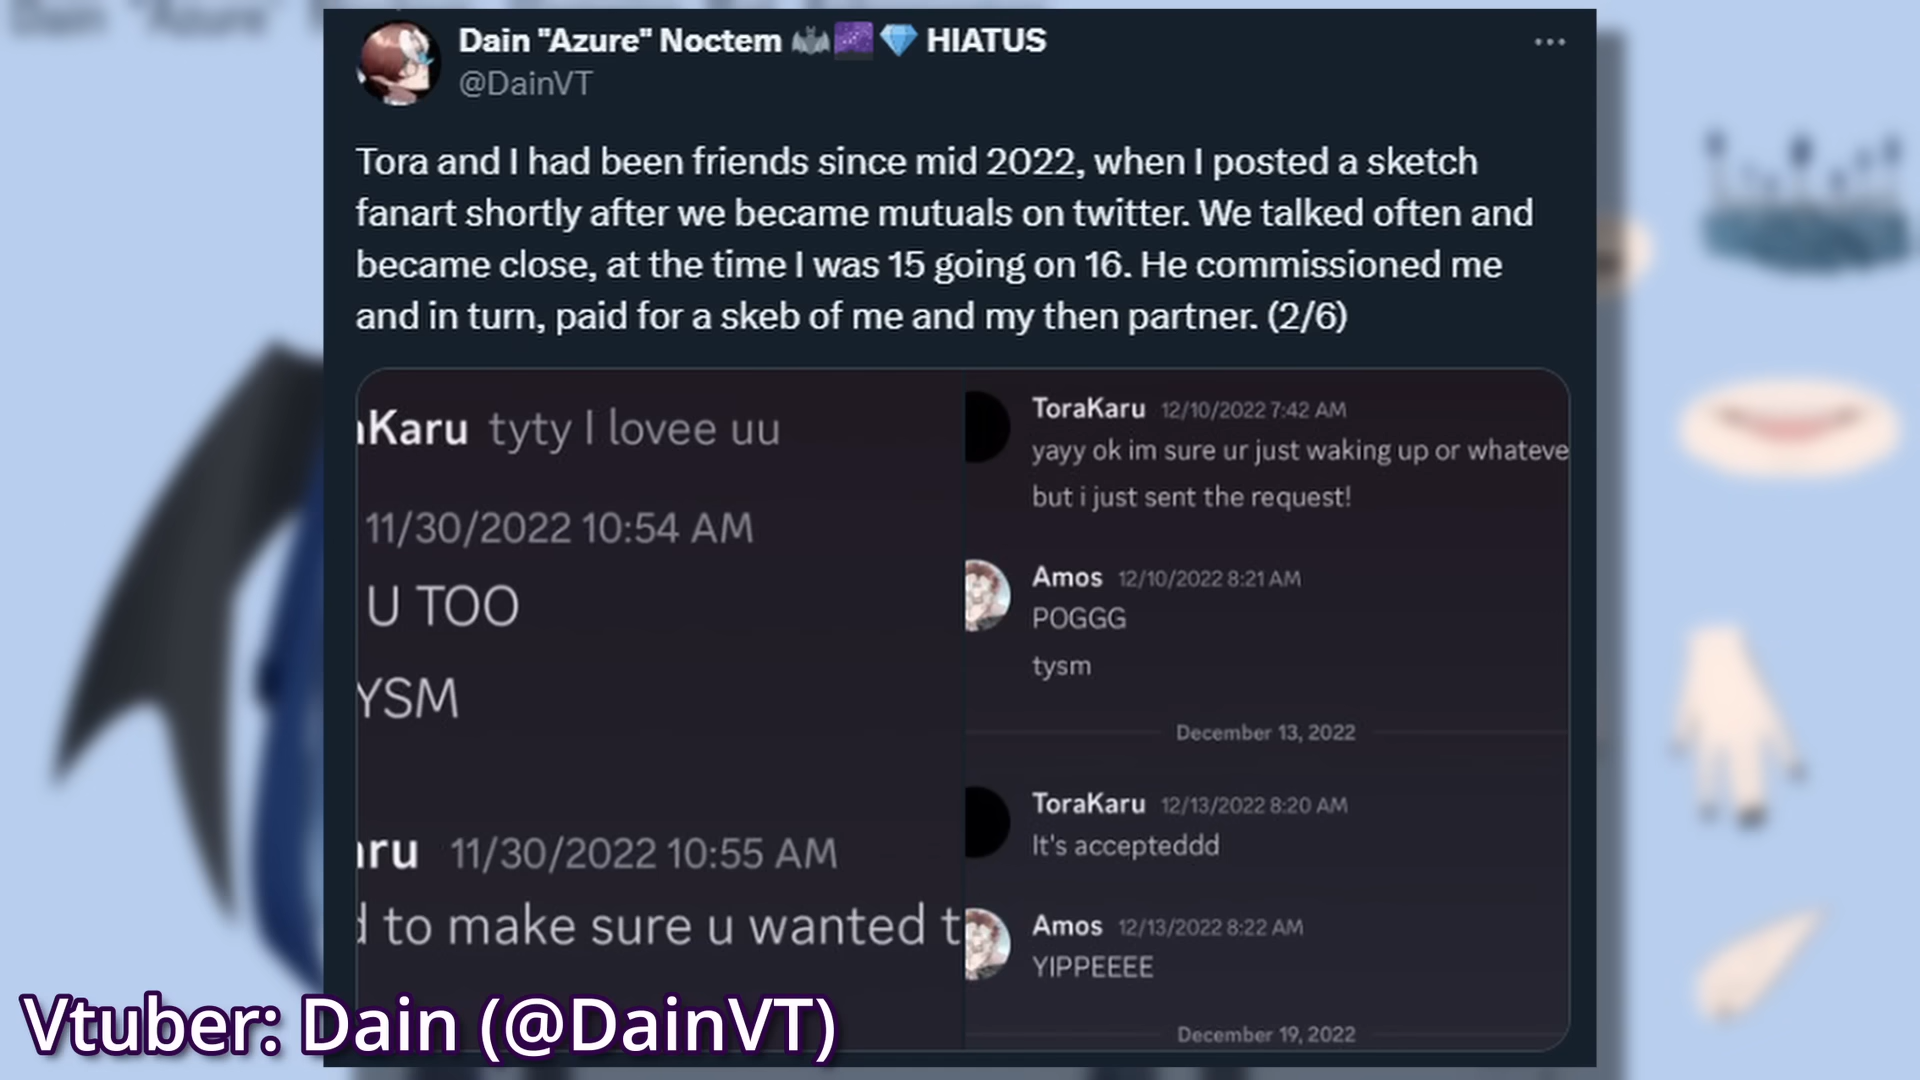 Dain "Azure" Noctem 🦇🌌💎 HIATUS
@DainVT
Tora and I had been friends since mid 2022, when I posted a sketch
fanart shortly after we became mutuals on twitter. We talked often and
became close, at the time I was 15 going on 16. He commissioned me
and in turn, paid for a skeb of me and my then partner. (2/6)
aKaru tyty I lovee uu
11/30/2022 10:54 AM
U TOO
YSM
aru 11/30/2022 10:55 AM
d to make sure u wanted t
ToraKaru 12/10/2022 7:42 AM
yayy ok im sure ur just waking up or whateve
but i just sent the request!
Amos 12/10/2022 8:21 AM
POGGG
tysm
December 13, 2022
ToraKaru 12/13/2022 8:20 AM
It's accepteddd
Amos 12/13/2022 8:22 AM
YIPPEEEE
December 19, 2022
Vtuber: Dain (@DainVT)